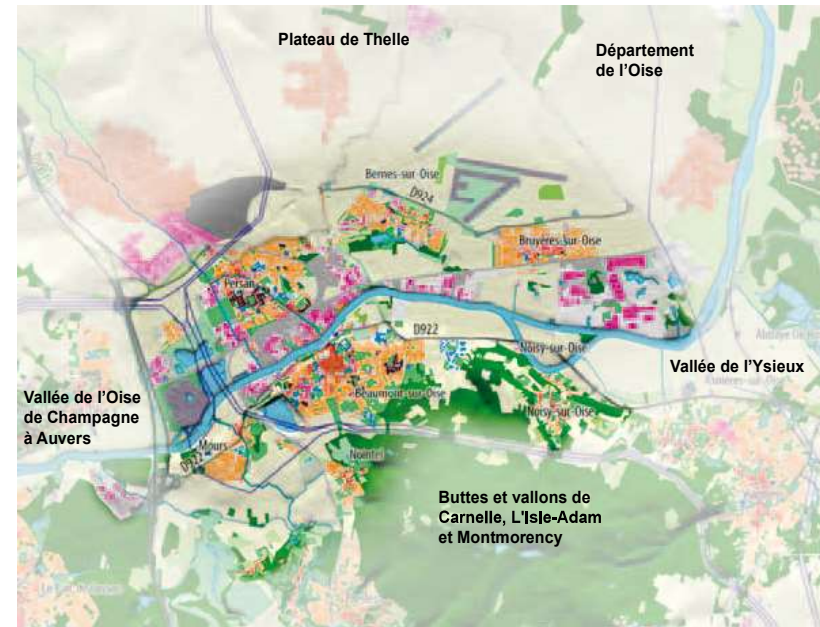 Plateau de Thelle
Département
de l'Oise
Bernes-sur-Oise
D924
Bruyères-sur-Oise
Persan
D922
Noisy-sur-Oise
Vallée de l'Ysieux
Vallée de l'Oise
de Champagne
à Auvers
Beaumont-sur-Oise
Noisy-sur-Oise
Mours
D922
Nointel
Buttes et vallons de
Carnelle, L'Isle-Adam
et Montmorency